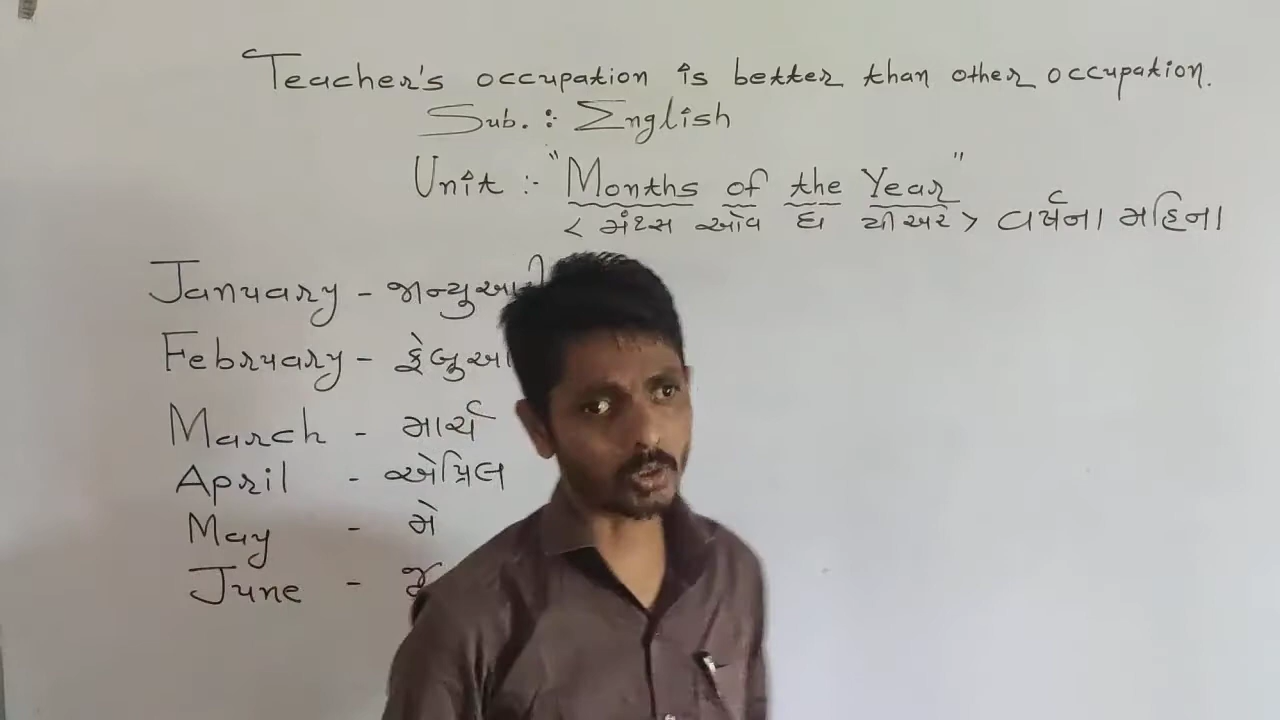 Teacher's occupation is better than other occupation.
Sub. : English
Unit :- "Months of the Year"
< મંથ્સ ઓવ ધ યીઅર > વર્ષના મહિના
January - જાન્યુઆરી
February - ફેબ્રુઆ
March - માર્ચ
April - એપ્રિલ
May - મે
June - જૂ